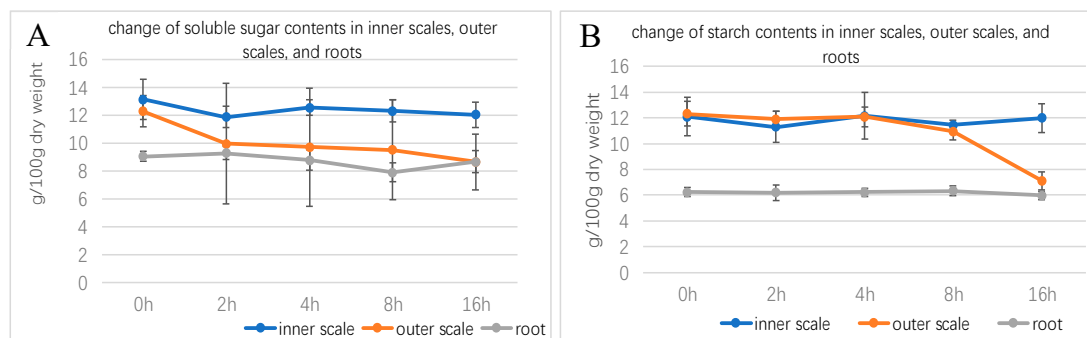 A
change of soluble sugar contents in inner scales, outer
scales, and roots
g/100g dry weight
16
14
12
10
8
6
4
2
0
0h 2h 4h 8h 16h
inner scale outer scale root
B
change of starch contents in inner scales, outer scales, and
roots
g/100g dry weight
16
14
12
10
8
6
4
2
0
0h 2h 4h 8h 16h
inner scale outer scale root